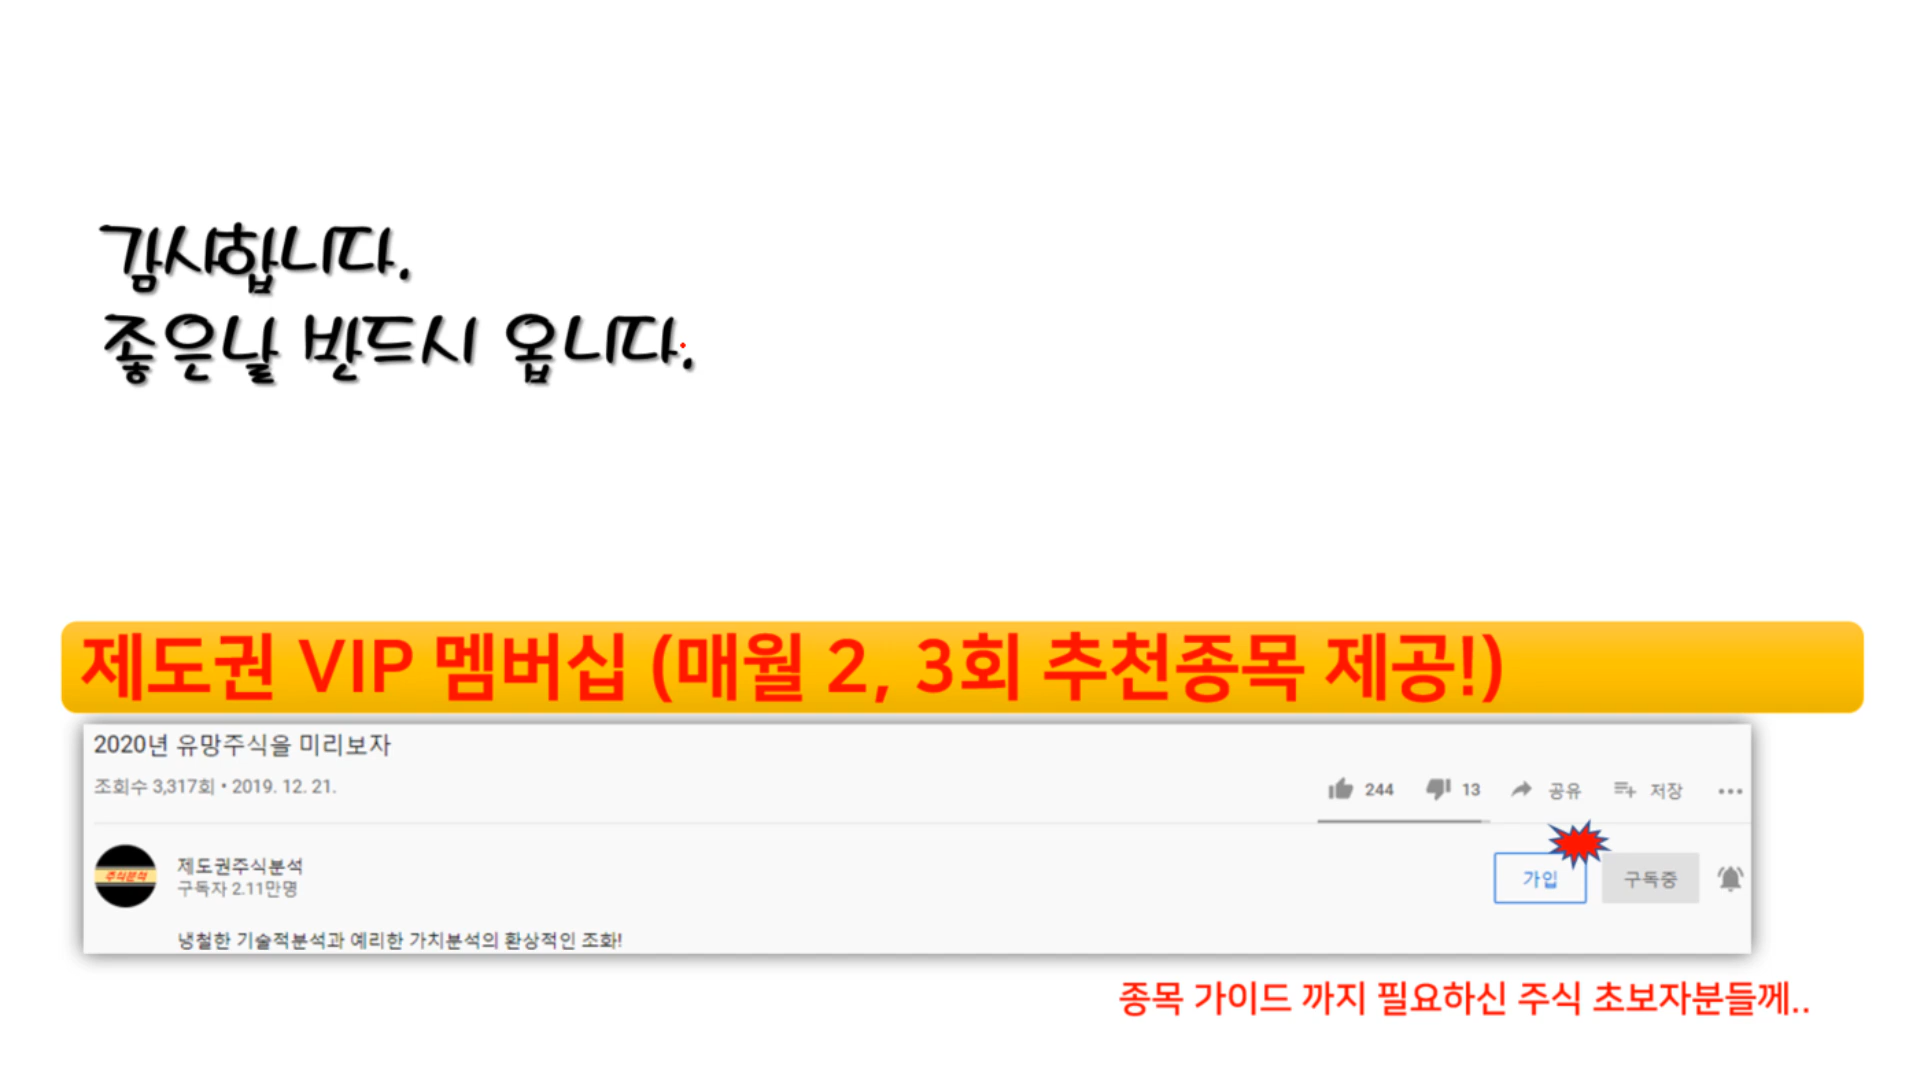 감사합니다.
좋은날 반드시 옵니다.
제도권 VIP 멤버십 (매월 2, 3회 추천종목 제공!)
2020년 유망주식을 미리보자
조회수 3,317회 • 2019. 12. 21.
244 13 공유 저장
주식분석
제도권주식분석
구독자 2.11만명
가입 구독중
냉철한 기술적분석과 예리한 가치분석의 환상적인 조화!
종목 가이드 까지 필요하신 주식 초보자분들께..